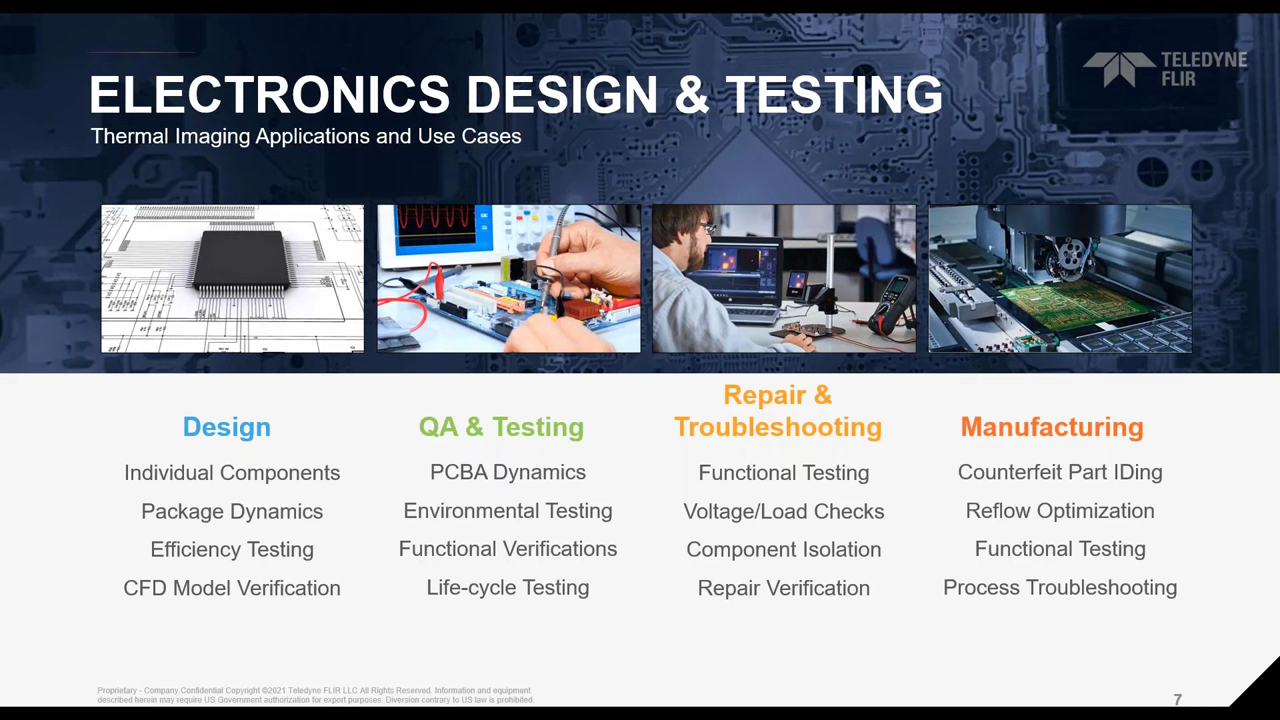 TELEDYNE
FLIR
ELECTRONICS DESIGN & TESTING
Thermal Imaging Applications and Use Cases
Design
Individual Components
Package Dynamics
Efficiency Testing
CFD Model Verification
QA & Testing
PCBA Dynamics
Environmental Testing
Functional Verifications
Life-cycle Testing
Repair &
Troubleshooting
Functional Testing
Voltage/Load Checks
Component Isolation
Repair Verification
Manufacturing
Counterfeit Part IDing
Reflow Optimization
Functional Testing
Process Troubleshooting
Proprietary - Company Confidential Copyright ©2021 Teledyne FLIR LLC All Rights Reserved. Information and equipment
described herein may require US Government authorization for export purposes. Diversion contrary to US law is prohibited.
7